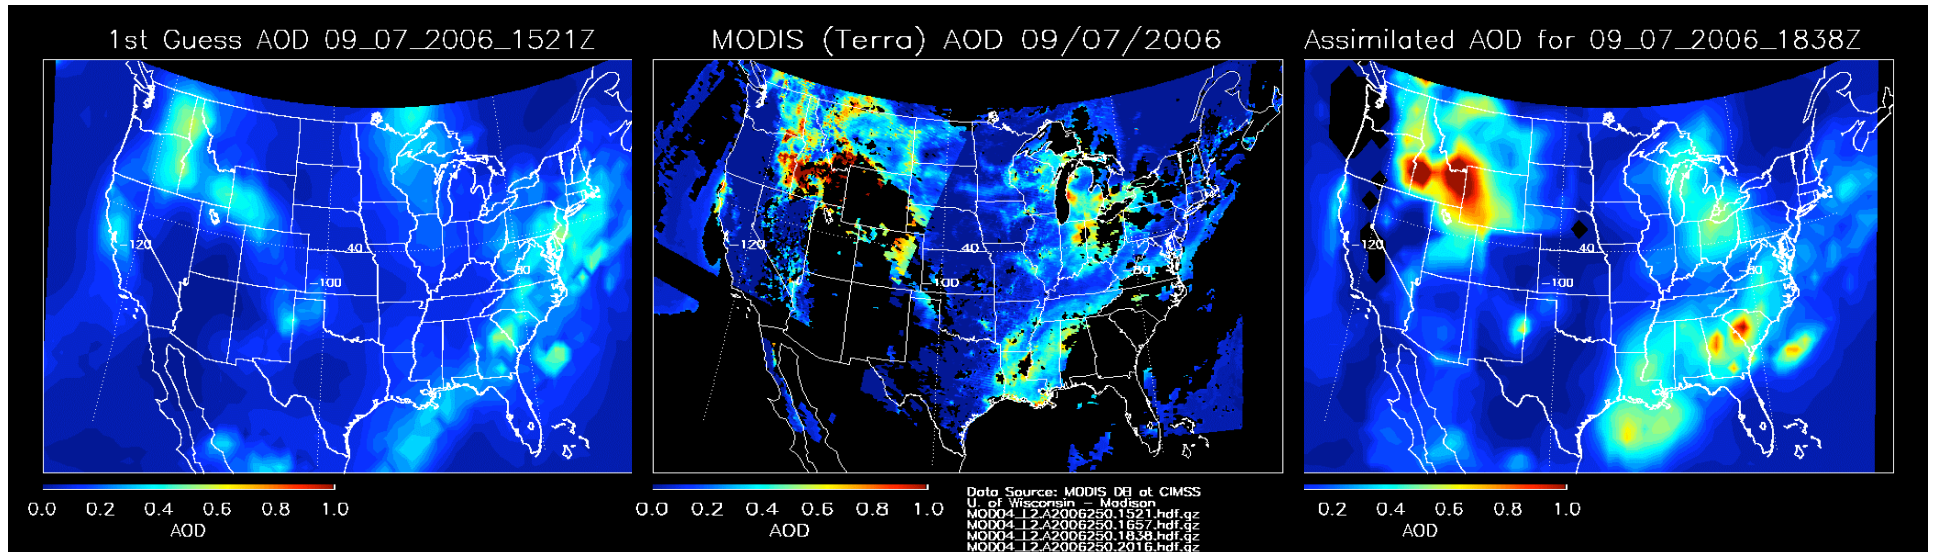 1st Guess AOD 09_07_2006_1521Z
MODIS (Terra) AOD 09/07/2006
Assimilated AOD for 09_07_2006_1838Z
-120
40
-100
-80
-120
40
-100
-80
-120
40
-100
-80
0.0 0.2 0.4 0.6 0.8 1.0
AOD
0.0 0.2 0.4 0.6 0.8 1.0
AOD
Data Source: MODIS DB at CIMSS
U. of Wisconsin - Madison
MOD04_L2.A2006250.1521.hdf.gz
MOD04_L2.A2006250.1657.hdf.gz
MOD04_L2.A2006250.1838.hdf.gz
MOD04_L2.A2006250.2016.hdf.gz
0.2 0.4 0.6 0.8 1.0
AOD